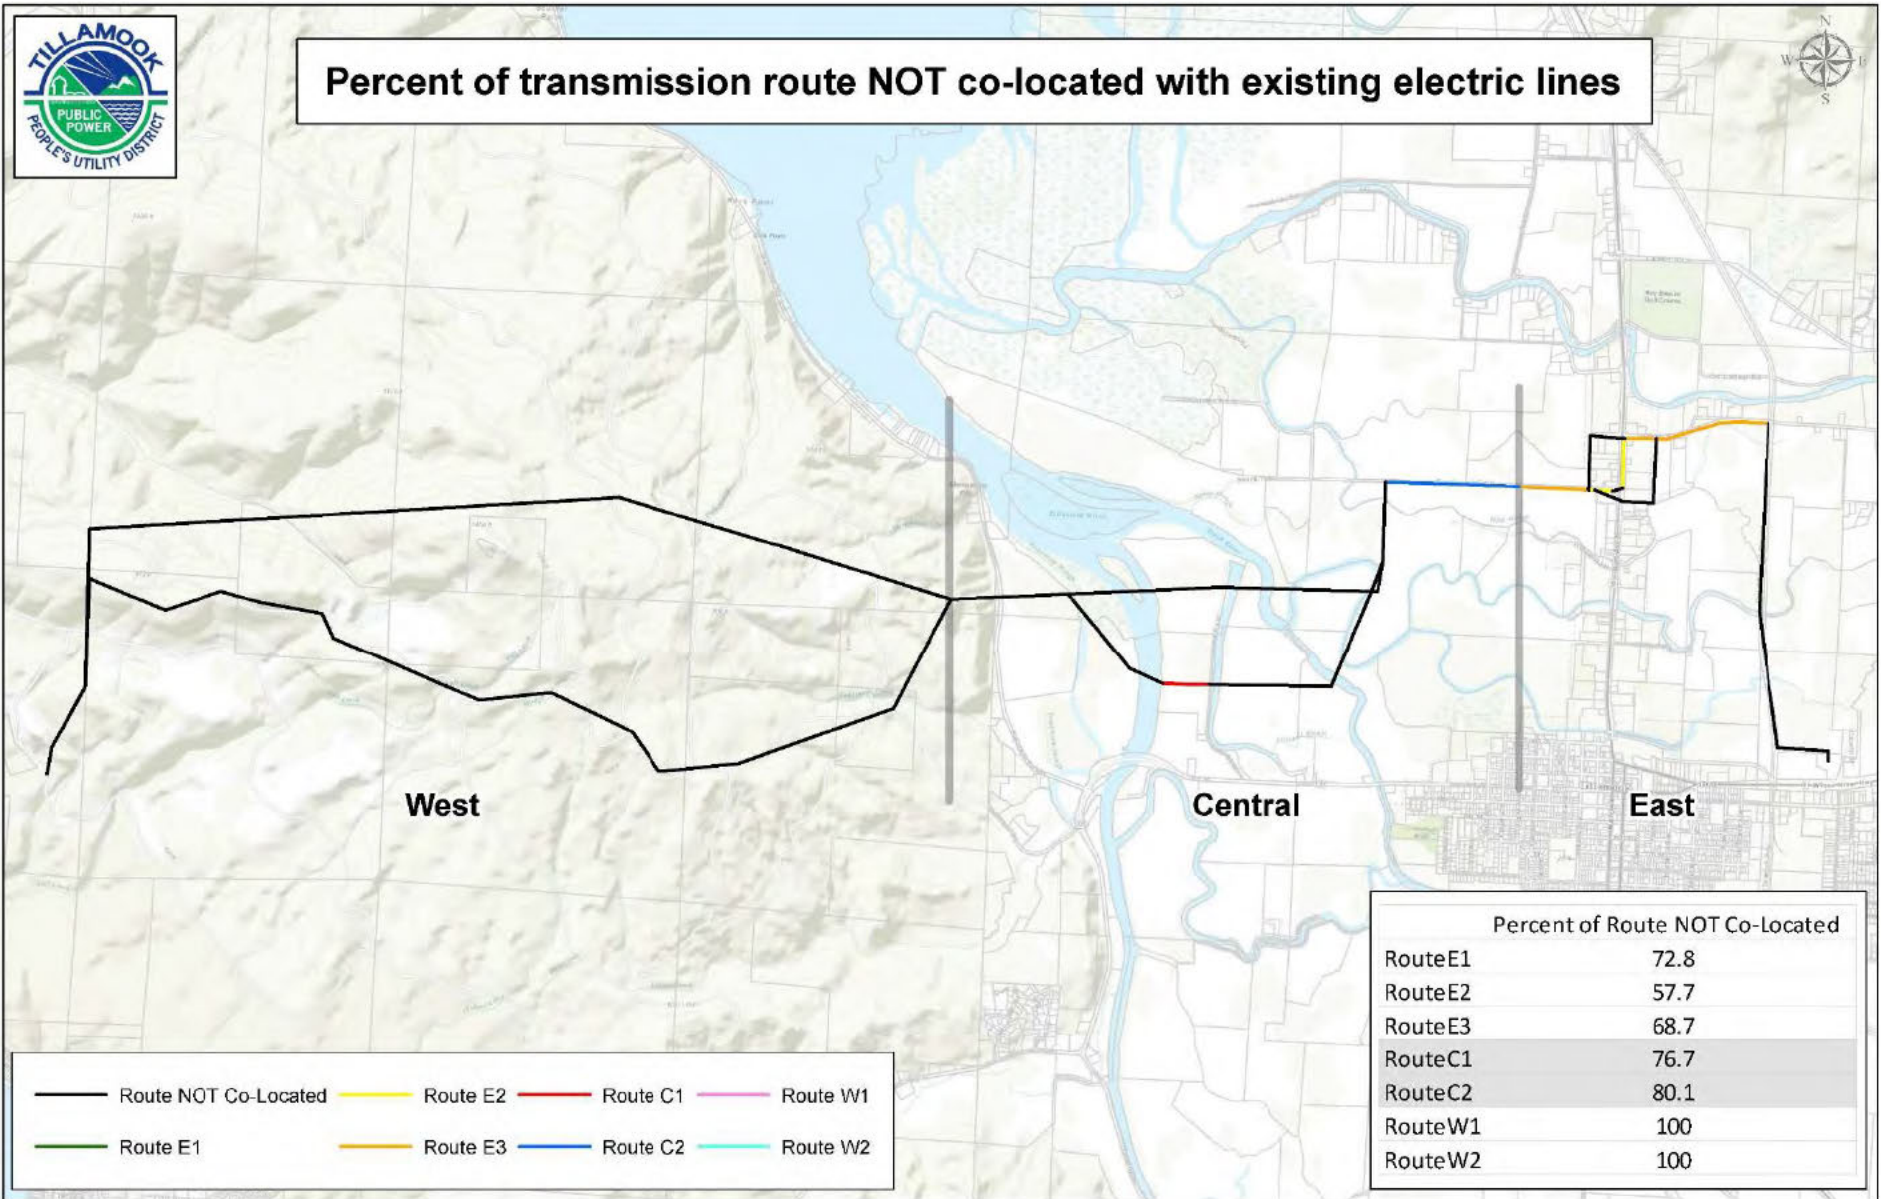 TILLAMOOK
PUBLIC
POWER
PEOPLE'S UTILITY DISTRICT
Percent of transmission route NOT co-located with existing electric lines
N
W
E
S
West
Central
East
Percent of Route NOT Co-Located
RouteE1 72.8
RouteE2 57.7
RouteE3 68.7
RouteC1 76.7
RouteC2 80.1
RouteW1 100
RouteW2 100
Route NOT Co-Located Route E2 Route C1 Route W1
Route E1 Route E3 Route C2 Route W2